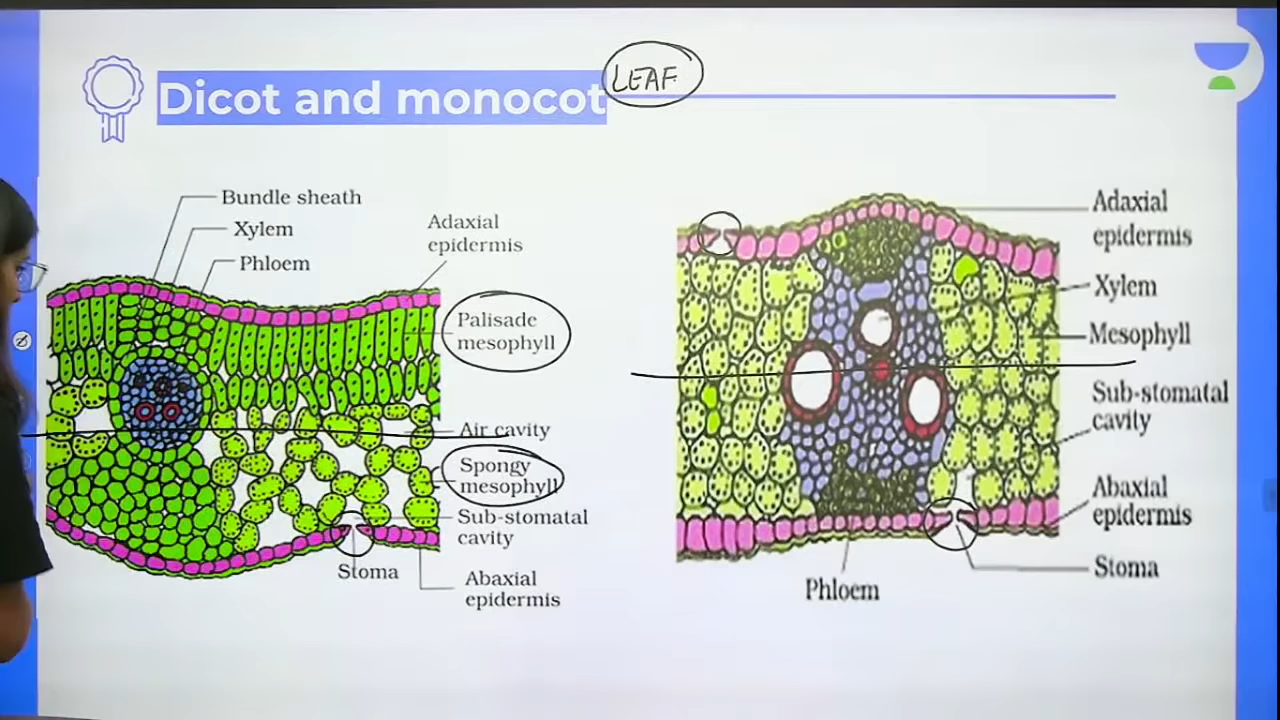 Dicot and monocot LEAF
Bundle sheath
Xylem
Phloem
Adaxial
epidermis
Palisade
mesophyll
Air cavity
Spongy
mesophyll
Sub-stomatal
cavity
Stoma
Abaxial
epidermis
Adaxial
epidermis
Xylem
Mesophyll
Sub-stomatal
cavity
Abaxial
epidermis
Stoma
Phloem